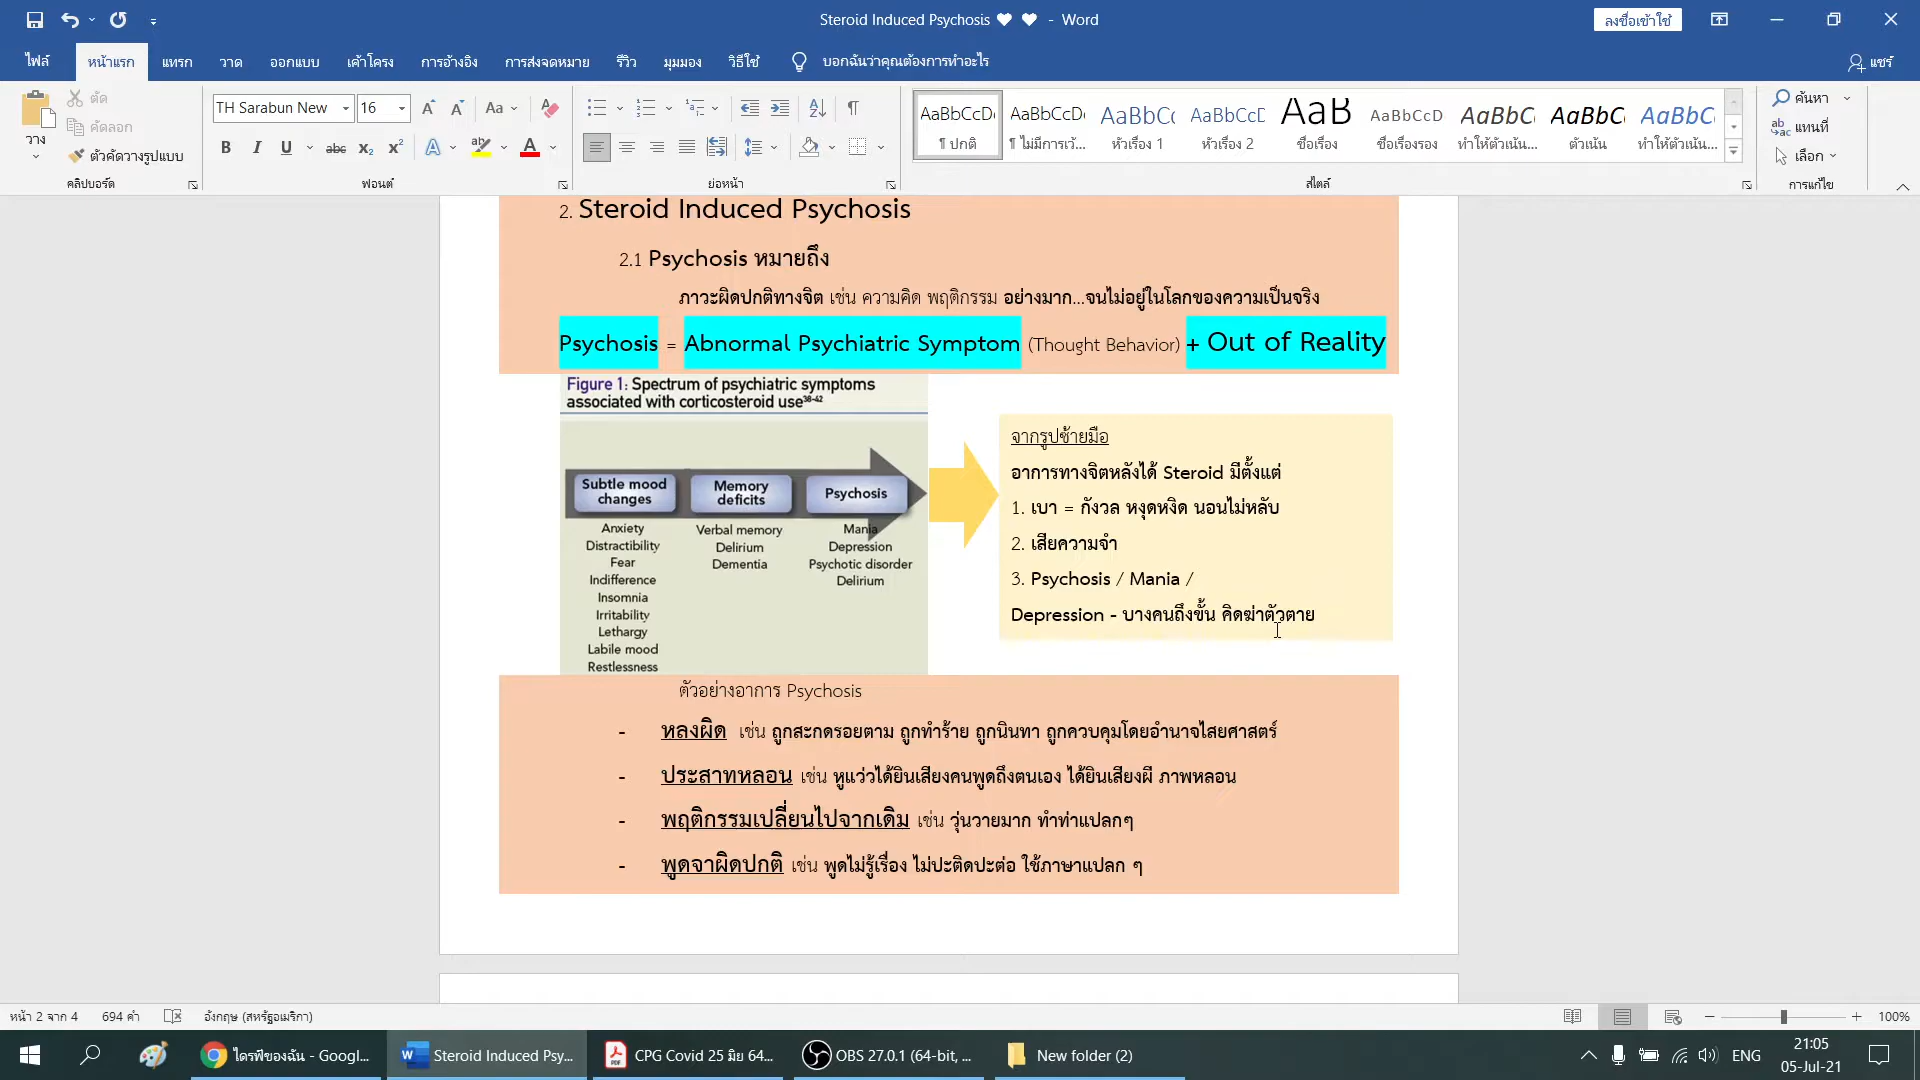 Steroid Induced Psychosis ♥ ♥ - Word
ลงชื่อเข้าใช้
ไฟล์ หน้าแรก แทรก วาด ออกแบบ เค้าโครง การอ้างอิง การส่งจดหมาย รีวิว มุมมอง วิธีใช้ บอกฉันว่าคุณต้องการทำอะไร แชร์
วาง
ตัด
คัดลอก
ตัวคัดวางรูปแบบ
คลิปบอร์ด
TH Sarabun New 16
ฟอนต์
ย่อหน้า
AaBbCcDc AaBbCcDc AaBbCc AaBbCcD AaB AaBbCcD AaBbC AaBbC AaBbC
¶ ปกติ ¶ ไม่มีการเว้... หัวเรื่อง 1 หัวเรื่อง 2 ชื่อเรื่อง ชื่อเรื่องรอง ทำให้ตัวเน้น... ตัวเน้น ทำให้ตัวเน้น...
สไตล์
ค้นหา
แทนที่
เลือก
การแก้ไข
2. Steroid Induced Psychosis
2.1 Psychosis หมายถึง
ภาวะผิดปกติทางจิต เช่น ความคิด พฤติกรรม อย่างมาก...จนไม่อยู่ในโลกของความเป็นจริง
Psychosis = Abnormal Psychiatric Symptom (Thought Behavior) + Out of Reality
Figure 1: Spectrum of psychiatric symptoms
associated with corticosteroid use38-42
Subtle mood changes
Memory deficits
Psychosis
Anxiety
Distractibility
Fear
Indifference
Insomnia
Irritability
Lethargy
Labile mood
Restlessness
Verbal memory
Delirium
Dementia
Mania
Depression
Psychotic disorder
Delirium
จากรูปซ้ายมือ
อาการทางจิตหลังได้ Steroid มีตั้งแต่
1. เบา = กังวล หงุดหงิด นอนไม่หลับ
2. เสียความจำ
3. Psychosis / Mania /
Depression - บางคนถึงขั้น คิดฆ่าตัวตาย
ตัวอย่างอาการ Psychosis
- หลงผิด เช่น ถูกสะกดรอยตาม ถูกทำร้าย ถูกนินทา ถูกควบคุมโดยอำนาจไสยศาสตร์
- ประสาทหลอน เช่น หูแว่วได้ยินเสียงคนพูดถึงตนเอง ได้ยินเสียงผี ภาพหลอน
- พฤติกรรมเปลี่ยนไปจากเดิม เช่น วุ่นวายมาก ทำท่าแปลกๆ
- พูดจาผิดปกติ เช่น พูดไม่รู้เรื่อง ไม่ปะติดปะต่อ ใช้ภาษาแปลก ๆ
หน้า 2 จาก 4 694 คำ อังกฤษ (สหรัฐอเมริกา) 100%
ไดรฟ์ของฉัน - Googl... Steroid Induced Psy... CPG Covid 25 มิย 64... OBS 27.0.1 (64-bit, ... New folder (2) ENG
21:05
05-Jul-21